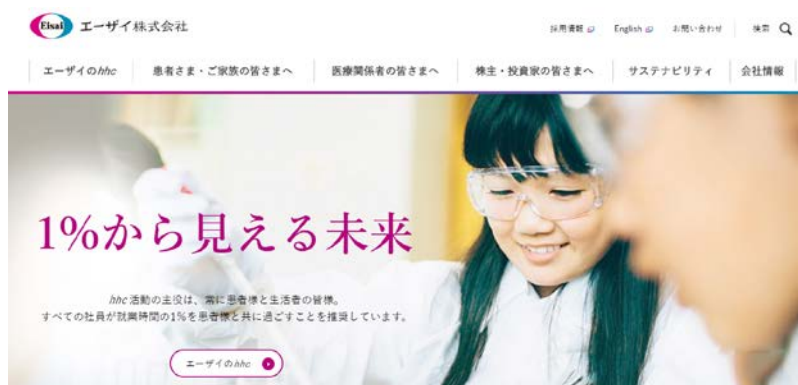 Eisai エーザイ株式会社
採用情報 English お問い合わせ 検索
エーザイのhhc 患者さま・ご家族の皆さまへ 医療関係者の皆さまへ 株主・投資家の皆さまへ サステナビリティ 会社情報
1%から見える未来
hhc活動の主役は、常に患者様と生活者の皆様。
すべての社員が就業時間の1%を患者様と共に過ごすことを推奨しています。
エーザイのhhc